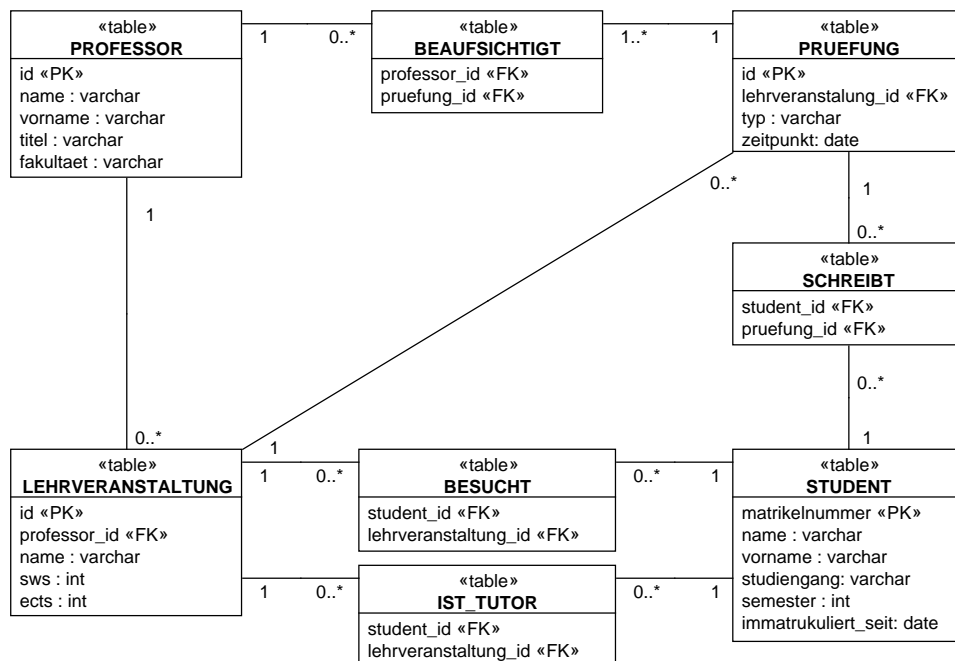 «table»
PROFESSOR
id «PK»
name : varchar
vorname : varchar
titel : varchar
fakultaet : varchar
1
0..*
«table»
BEAUFSICHTIGT
professor_id «FK»
pruefung_id «FK»
1..*
1
«table»
PRUEFUNG
id «PK»
lehrveranstalung_id «FK»
typ : varchar
zeitpunkt: date
1
0..*
1
0..*
«table»
SCHREIBT
student_id «FK»
pruefung_id «FK»
0..*
1
0..*
1
«table»
LEHRVERANSTALTUNG
id «PK»
professor_id «FK»
name : varchar
sws : int
ects : int
1
0..*
«table»
BESUCHT
student_id «FK»
lehrveranstaltung_id «FK»
0..*
1
«table»
STUDENT
matrikelnummer «PK»
name : varchar
vorname : varchar
studiengang: varchar
semester : int
immatrukuliert_seit: date
1
0..*
«table»
IST_TUTOR
student_id «FK»
lehrveranstaltung_id «FK»
0..*
1